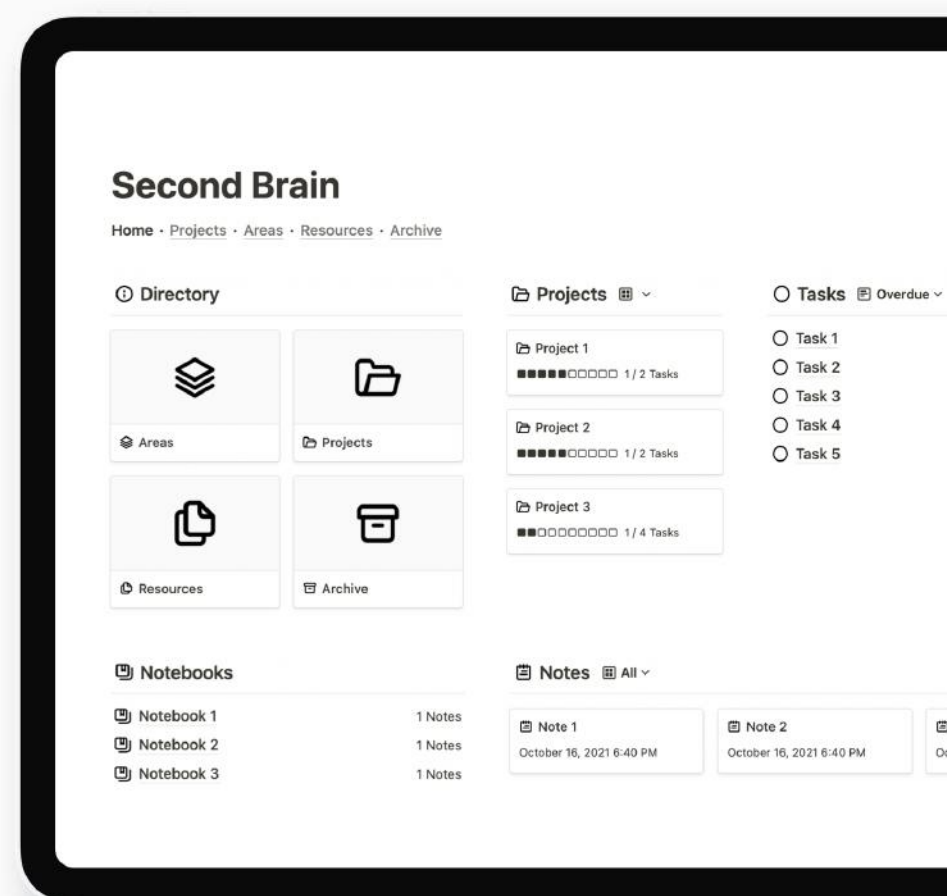 Second Brain
Home · Projects · Areas · Resources · Archive
Directory
Areas
Projects
Resources
Archive
Projects
Project 1
1 / 2 Tasks
Project 2
1 / 2 Tasks
Project 3
1 / 4 Tasks
Tasks Overdue
Task 1
Task 2
Task 3
Task 4
Task 5
Notebooks
Notebook 1 1 Notes
Notebook 2 1 Notes
Notebook 3 1 Notes
Notes All
Note 1
October 16, 2021 6:40 PM
Note 2
October 16, 2021 6:40 PM